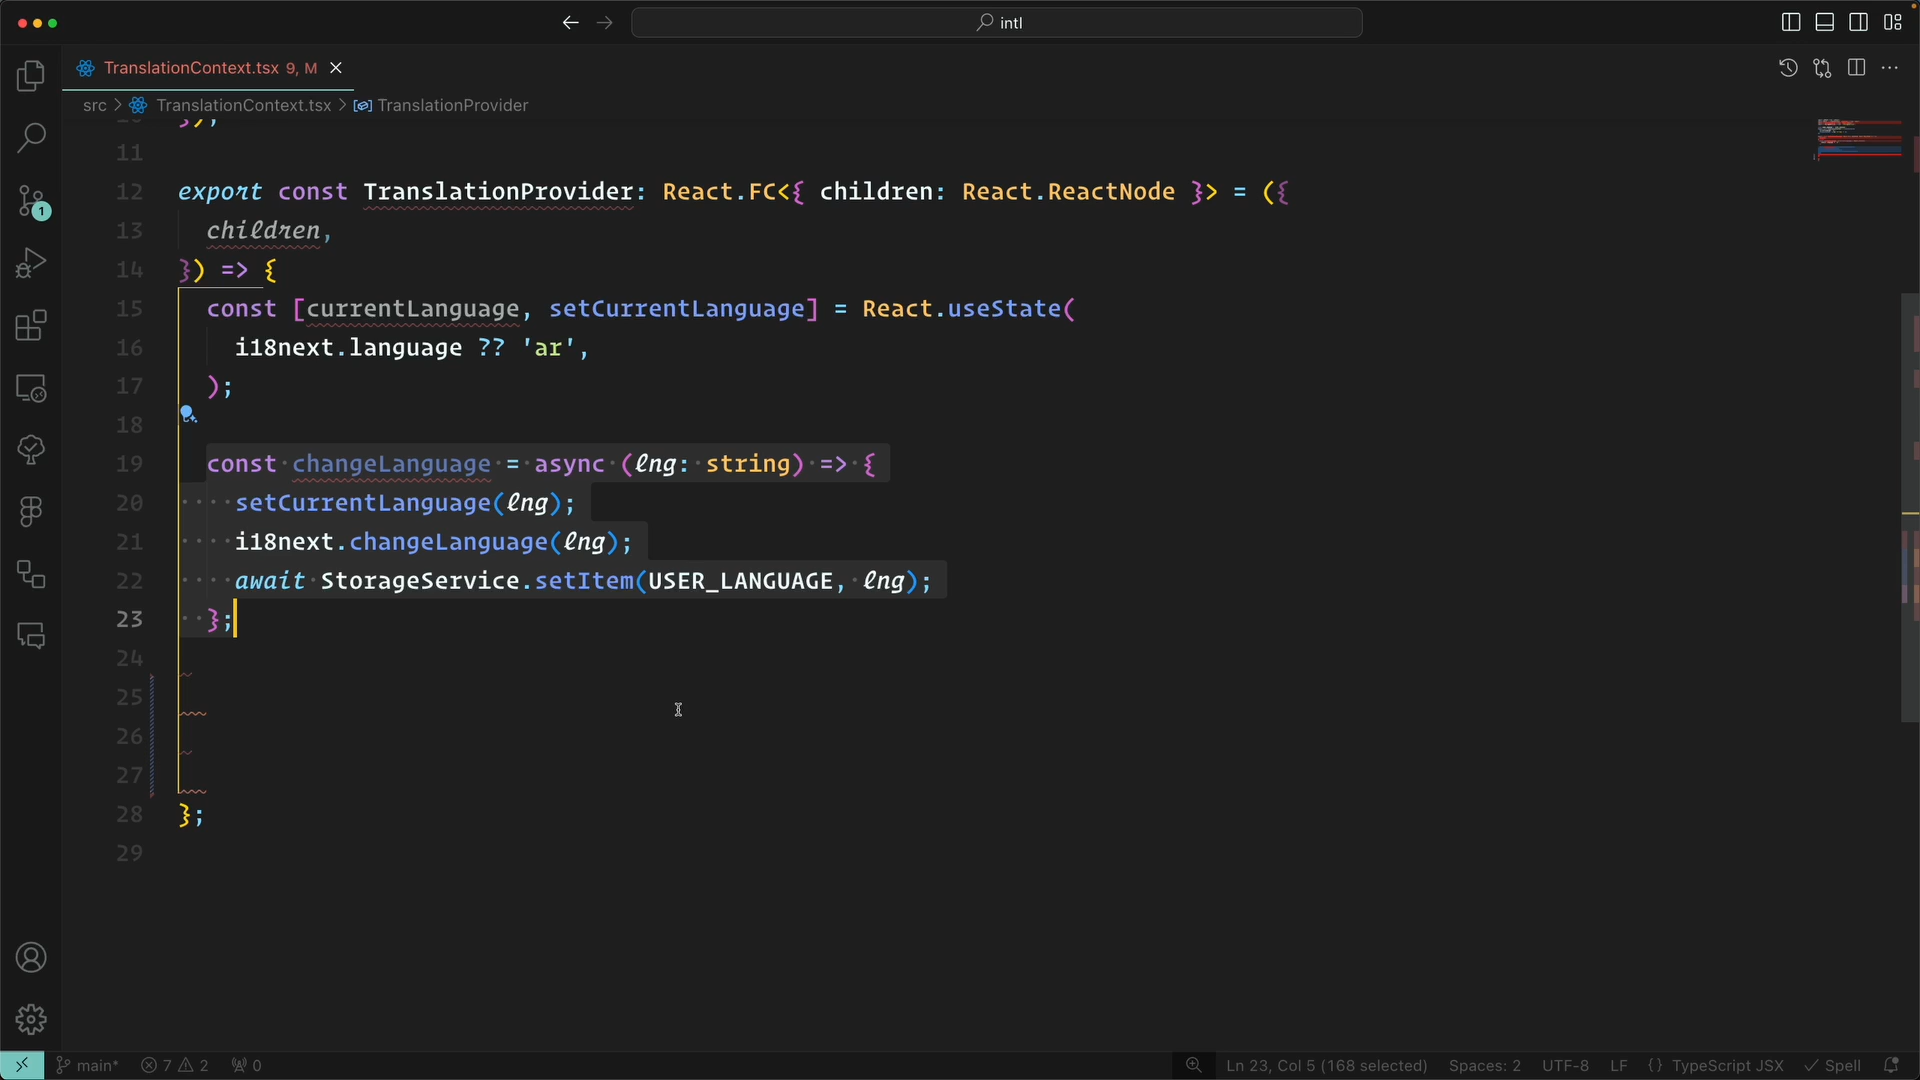 intl
TranslationContext.tsx 9, M
src > TranslationContext.tsx > TranslationProvider
11
12 export const TranslationProvider: React.FC<{ children: React.ReactNode }> = ({
13 children,
14 }) => {
15 const [currentLanguage, setCurrentLanguage] = React.useState(
16 i18next.language ?? 'ar',
17 );
18
19 const changeLanguage = async (lng: string) => {
20 setCurrentLanguage(lng);
21 i18next.changeLanguage(lng);
22 await StorageService.setItem(USER_LANGUAGE, lng);
23 };
24
25
26
27
28 };
29
1
main* 7 2 0 Ln 23, Col 5 (168 selected) Spaces: 2 UTF-8 LF {} TypeScript JSX Spell